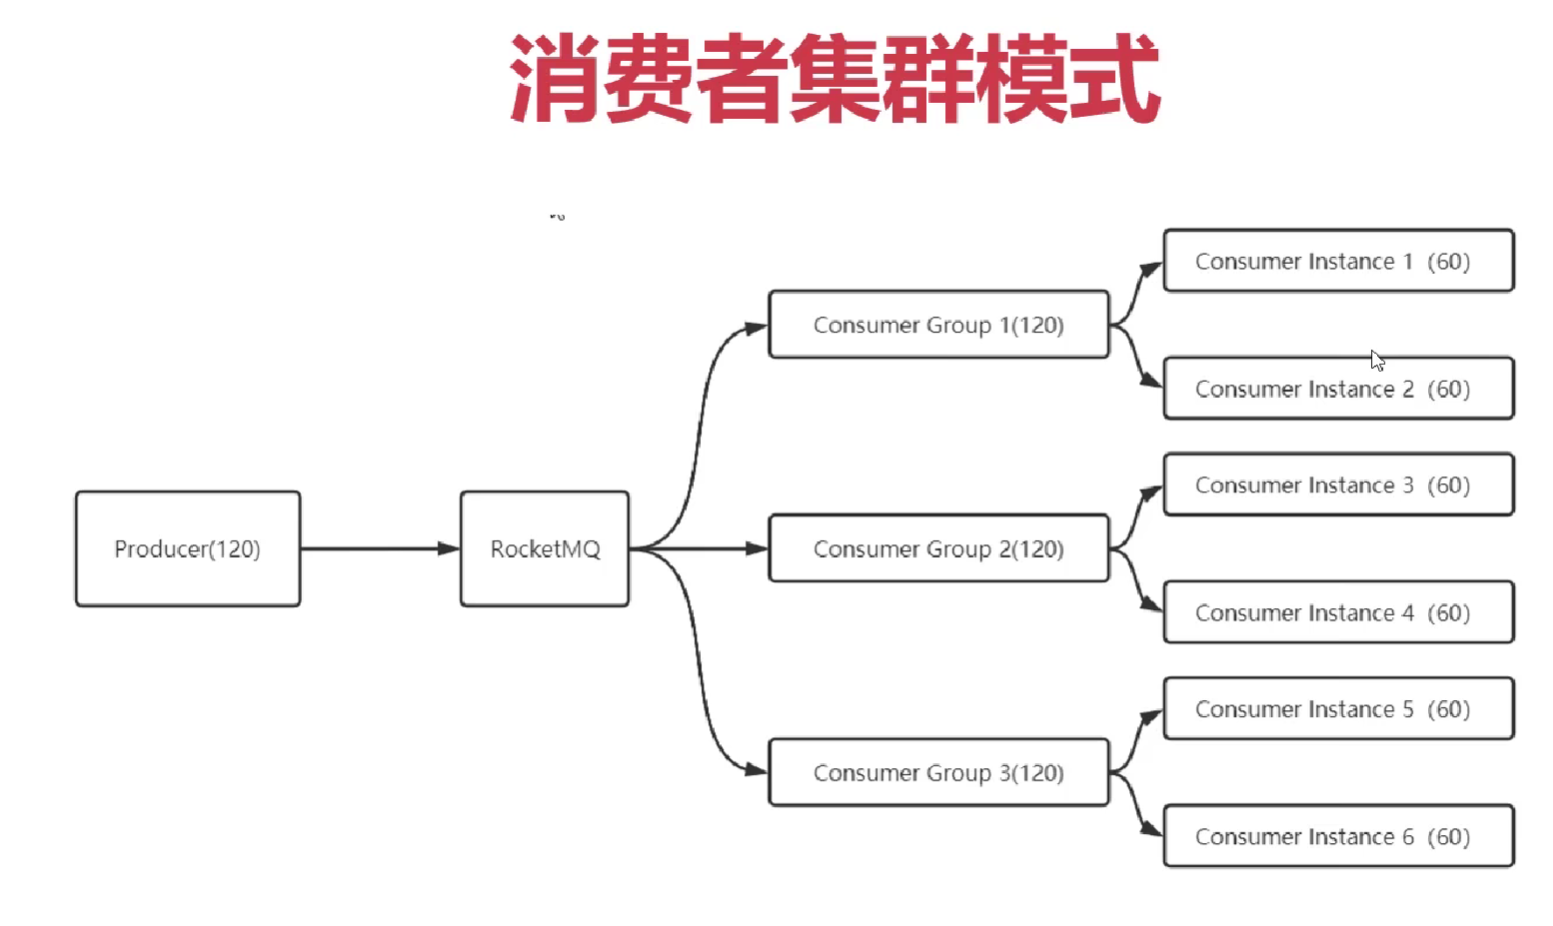 消费者集群模式
Producer(120)
RocketMQ
Consumer Group 1(120)
Consumer Instance 1 (60)
Consumer Instance 2 (60)
Consumer Group 2(120)
Consumer Instance 3 (60)
Consumer Instance 4 (60)
Consumer Group 3(120)
Consumer Instance 5 (60)
Consumer Instance 6 (60)